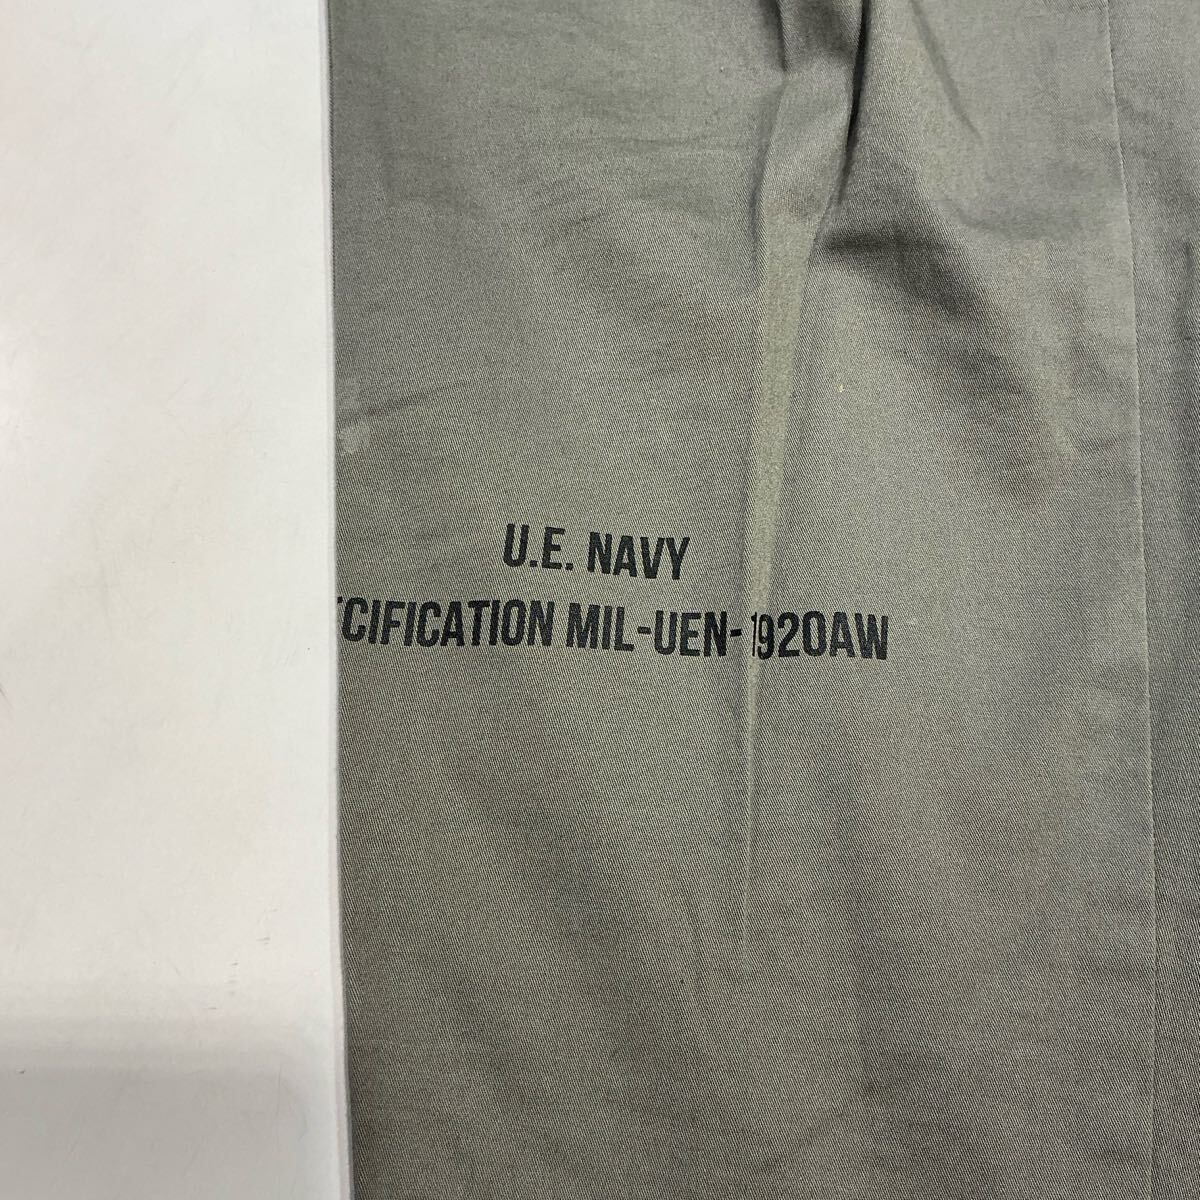 U.E. NAVY
CIFICATION MIL-UEN-1920AW